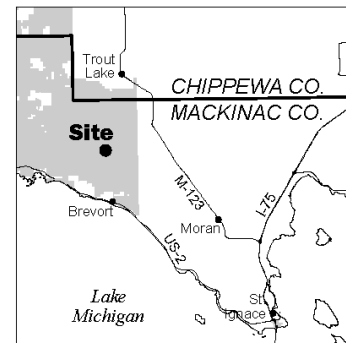 Trout
Lake
CHIPPEWA CO.
MACKINAC CO.
Site
M-123
I-75
Brevort
Moran
US-2
Lake
Michigan
St.
Ignace